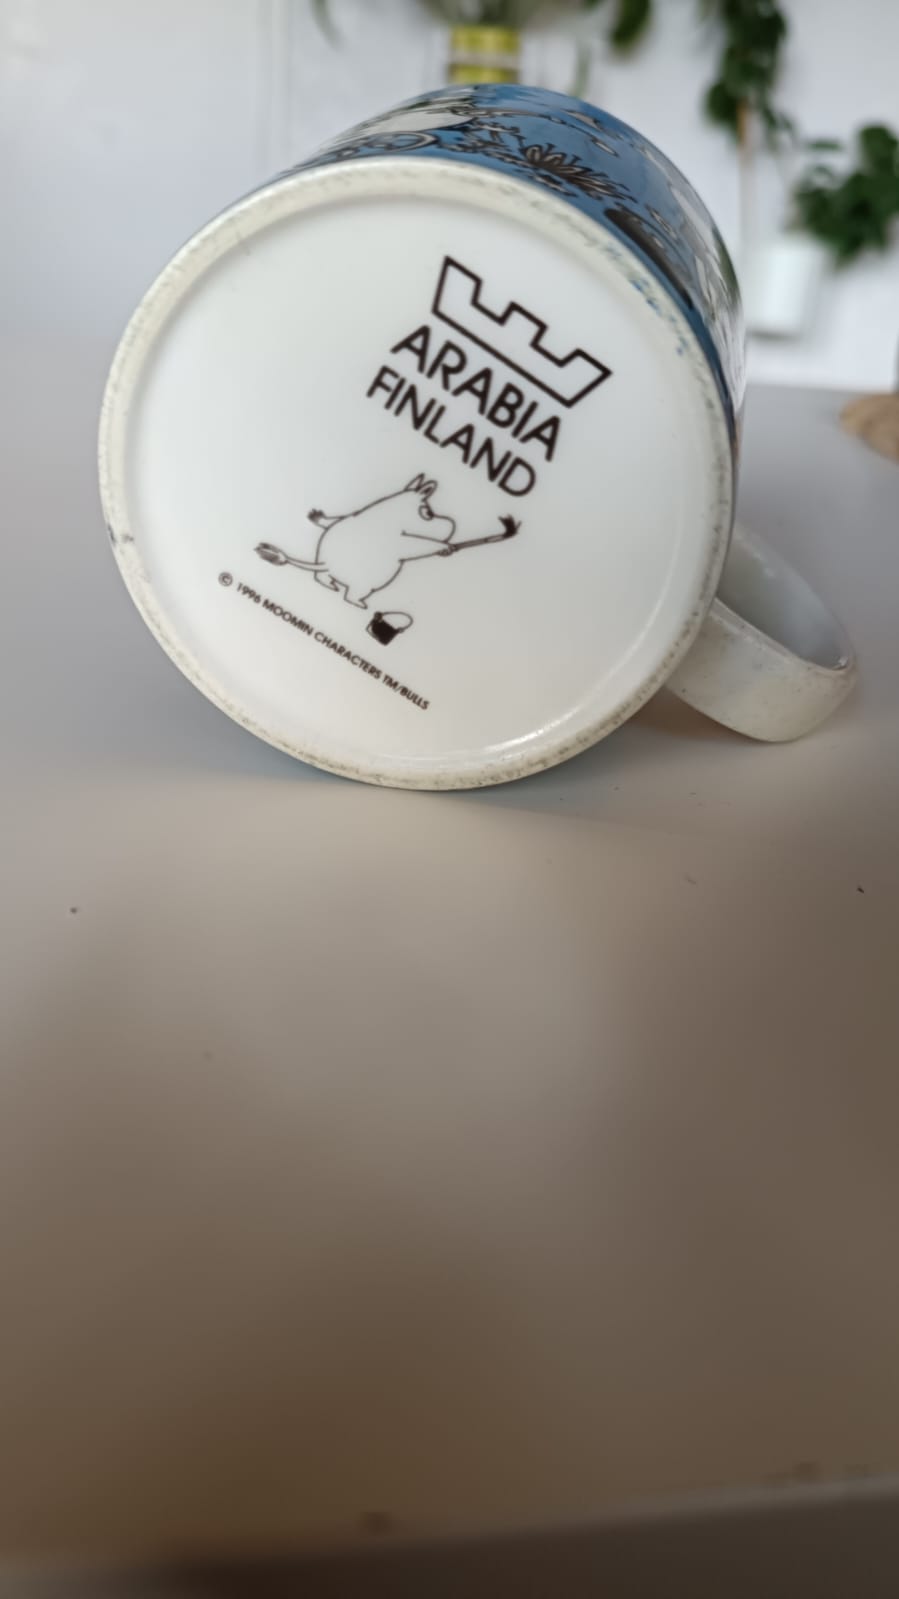 ARABIA
FINLAND
© 1996 MOOMIN CHARACTERS TM/BULLS